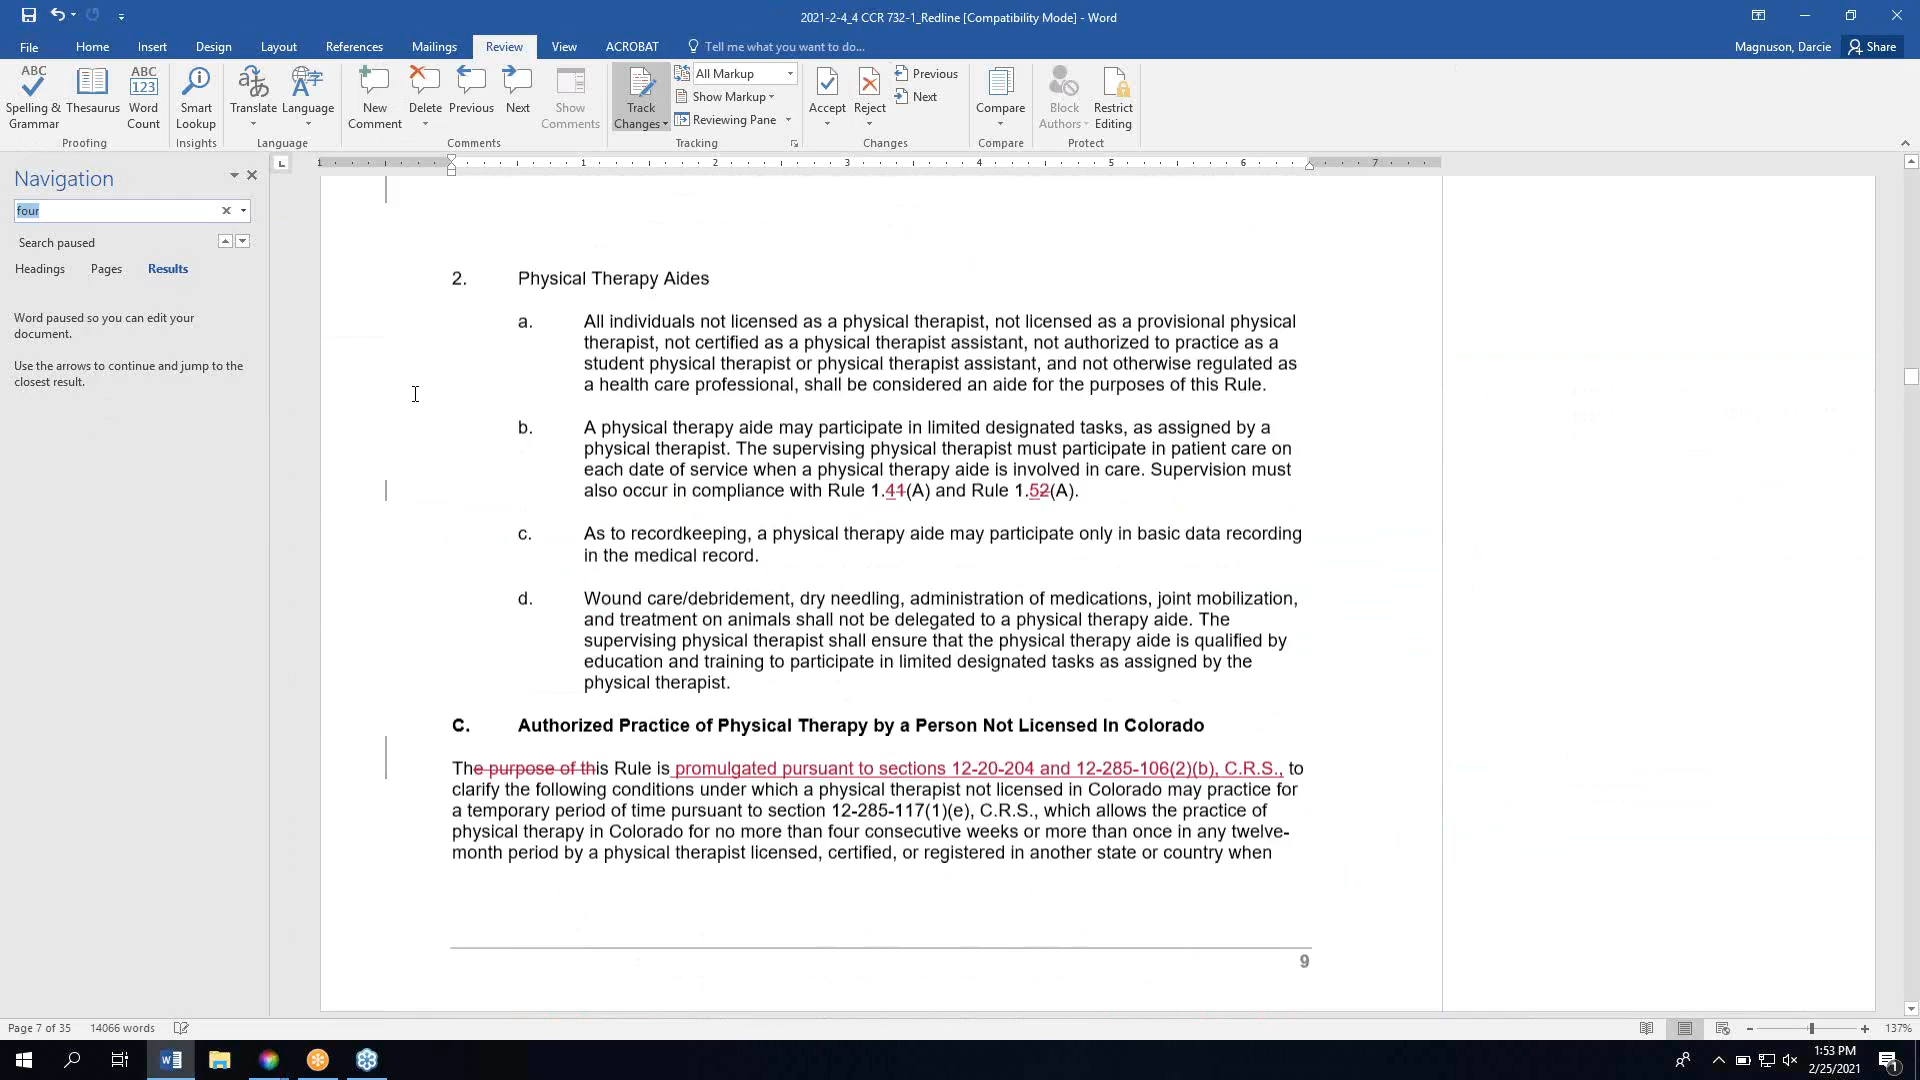 2021-2-4_4 CCR 732-1_Redline [Compatibility Mode] - Word
File Home Insert Design Layout References Mailings Review View ACROBAT Tell me what you want to do... Magnuson, Darcie Share
Spelling & Grammar Thesaurus Word Count Smart Lookup Translate Language New Comment Delete Previous Next Show Comments Track Changes All Markup Show Markup Reviewing Pane Accept Reject Previous Next Compare Block Authors Restrict Editing
Proofing Insights Language Comments Tracking Changes Compare Protect
1 1 2 3 4 5 6 7
Navigation
four
Search paused
Headings Pages Results
Word paused so you can edit your
document.
Use the arrows to continue and jump to the
closest result.
2. Physical Therapy Aides
a. All individuals not licensed as a physical therapist, not licensed as a provisional physical
therapist, not certified as a physical therapist assistant, not authorized to practice as a
student physical therapist or physical therapist assistant, and not otherwise regulated as
a health care professional, shall be considered an aide for the purposes of this Rule.
b. A physical therapy aide may participate in limited designated tasks, as assigned by a
physical therapist. The supervising physical therapist must participate in patient care on
each date of service when a physical therapy aide is involved in care. Supervision must
also occur in compliance with Rule 1.41(A) and Rule 1.52(A).
c. As to recordkeeping, a physical therapy aide may participate only in basic data recording
in the medical record.
d. Wound care/debridement, dry needling, administration of medications, joint mobilization,
and treatment on animals shall not be delegated to a physical therapy aide. The
supervising physical therapist shall ensure that the physical therapy aide is qualified by
education and training to participate in limited designated tasks as assigned by the
physical therapist.
C. Authorized Practice of Physical Therapy by a Person Not Licensed In Colorado
The purpose of this Rule is promulgated pursuant to sections 12-20-204 and 12-285-106(2)(b), C.R.S., to
clarify the following conditions under which a physical therapist not licensed in Colorado may practice for
a temporary period of time pursuant to section 12-285-117(1)(e), C.R.S., which allows the practice of
physical therapy in Colorado for no more than four consecutive weeks or more than once in any twelve-
month period by a physical therapist licensed, certified, or registered in another state or country when
9
Page 7 of 35 14066 words 137%
1:53 PM
2/25/2021
1